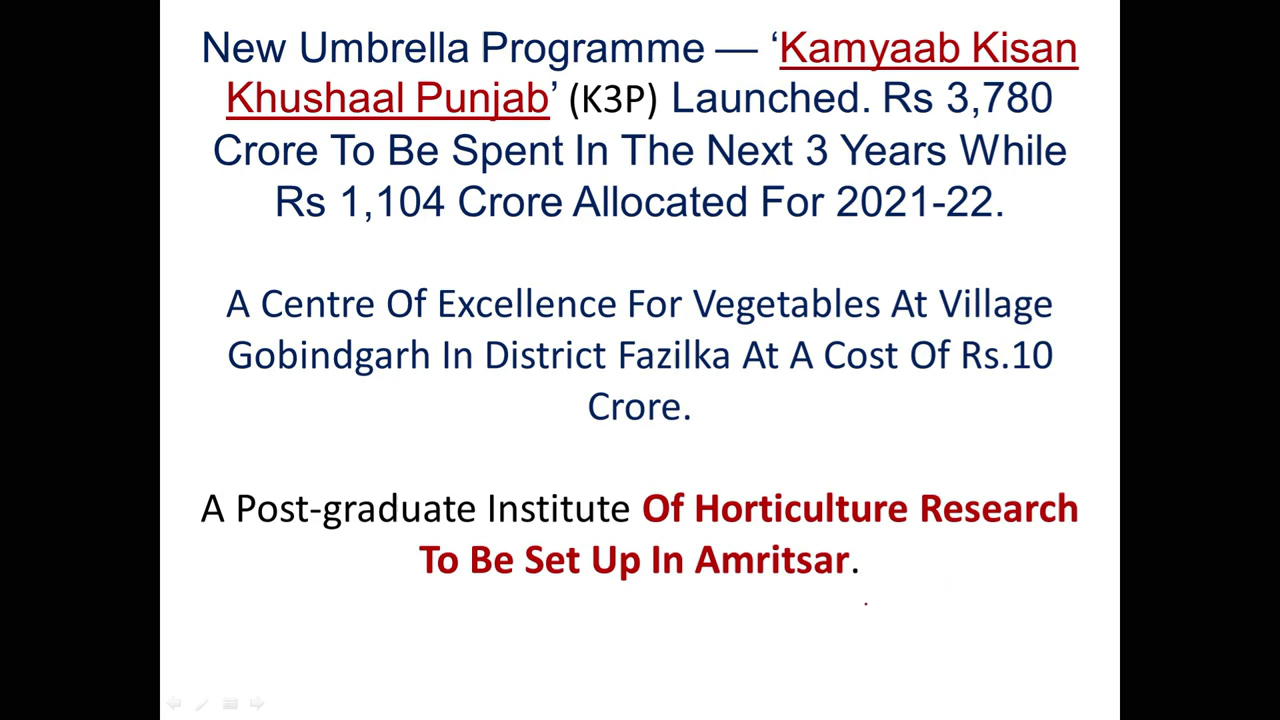 New Umbrella Programme — ‘Kamyaab Kisan
Khushaal Punjab’ (K3P) Launched. Rs 3,780
Crore To Be Spent In The Next 3 Years While
Rs 1,104 Crore Allocated For 2021-22.
A Centre Of Excellence For Vegetables At Village
Gobindgarh In District Fazilka At A Cost Of Rs.10
Crore.
A Post-graduate Institute Of Horticulture Research
To Be Set Up In Amritsar.